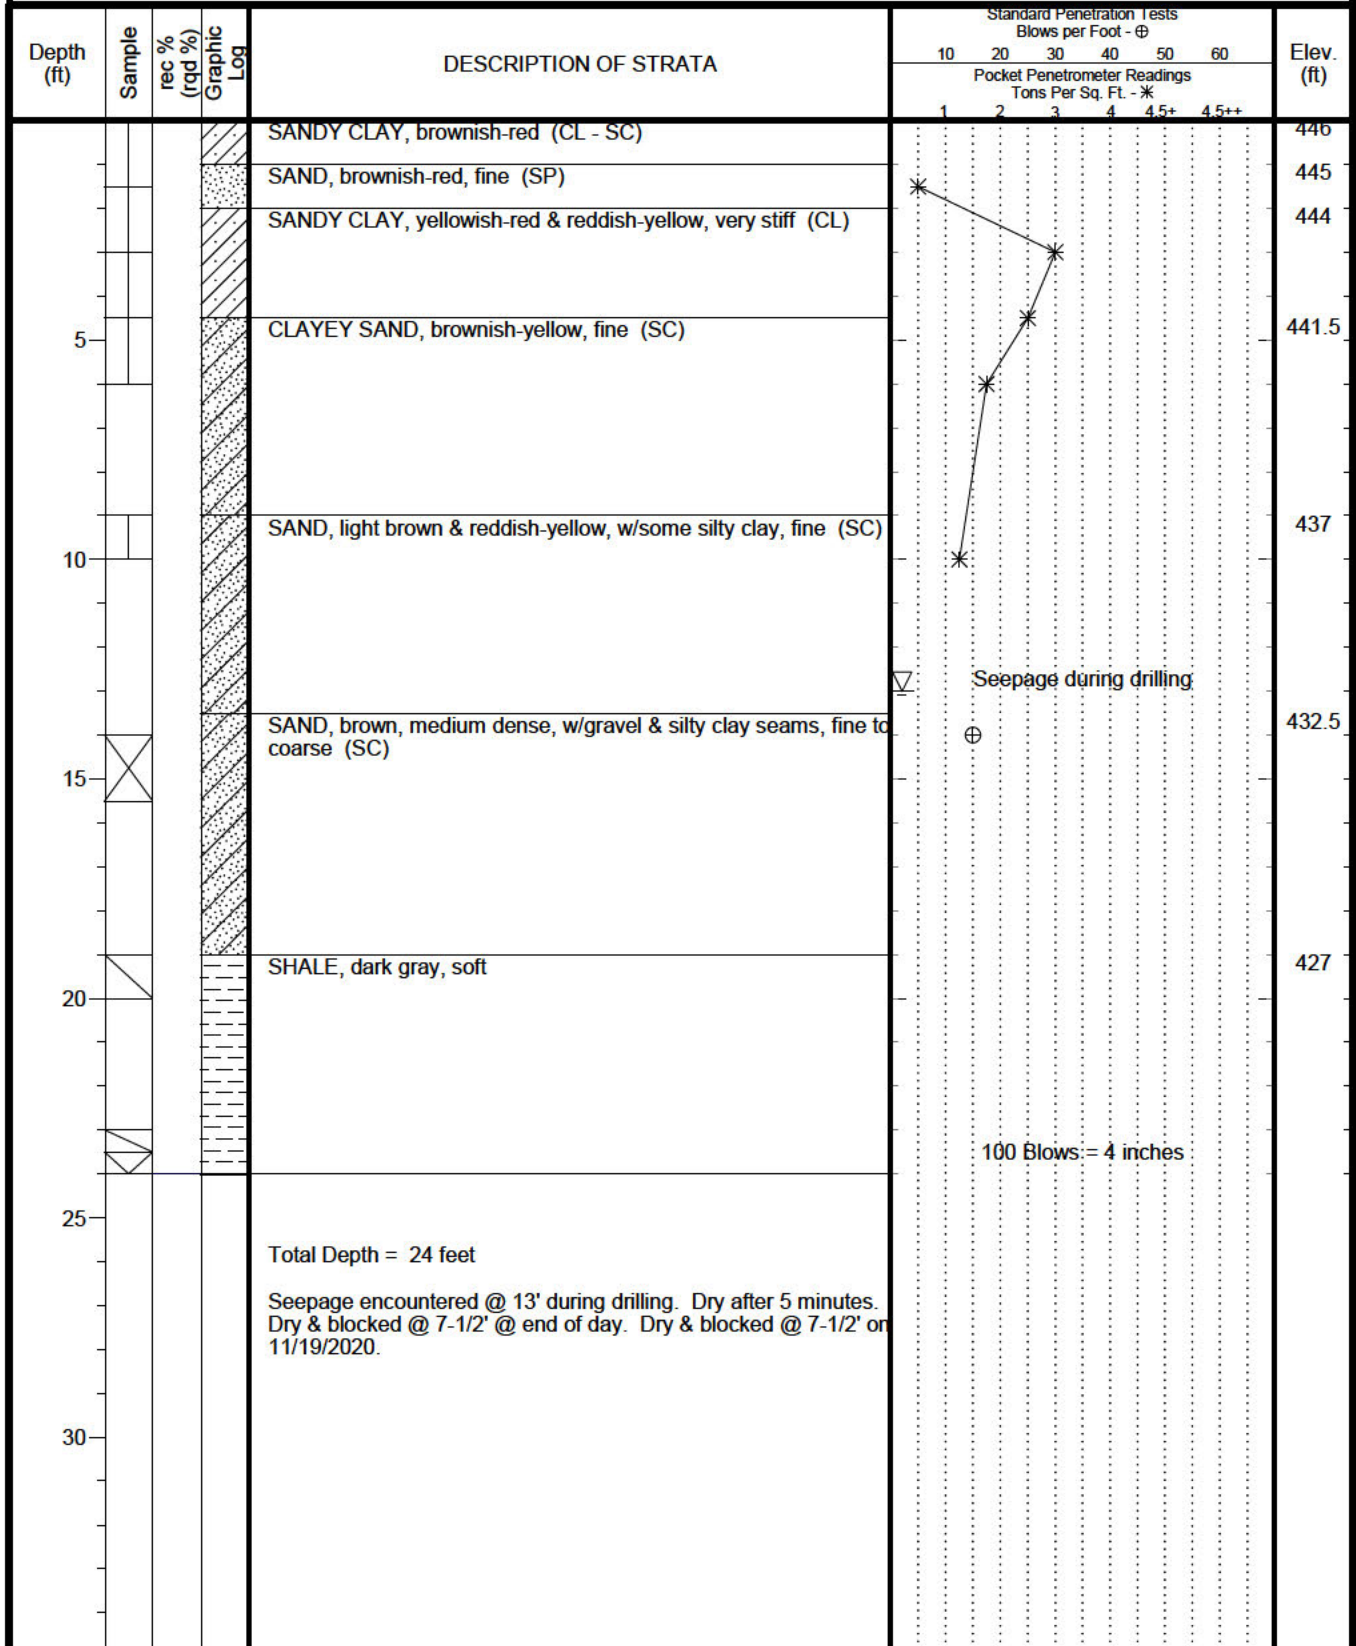 Depth
(ft)
Sample
rec %
(rqd %)
Graphic
Log
DESCRIPTION OF STRATA
Standard Penetration Tests
Blows per Foot - ⊕
10 20 30 40 50 60
Pocket Penetrometer Readings
Tons Per Sq. Ft. - ✳
1 2 3 4 4.5+ 4.5++
Elev.
(ft)
SANDY CLAY, brownish-red (CL - SC)
446
SAND, brownish-red, fine (SP)
445
SANDY CLAY, yellowish-red & reddish-yellow, very stiff (CL)
444
CLAYEY SAND, brownish-yellow, fine (SC)
441.5
5
SAND, light brown & reddish-yellow, w/some silty clay, fine (SC)
437
10
Seepage during drilling
SAND, brown, medium dense, w/gravel & silty clay seams, fine to
432.5
coarse (SC)
15
SHALE, dark gray, soft
427
20
100 Blows = 4 inches
25
Total Depth = 24 feet
Seepage encountered @ 13' during drilling. Dry after 5 minutes.
Dry & blocked @ 7-1/2' @ end of day. Dry & blocked @ 7-1/2' on
11/19/2020.
30